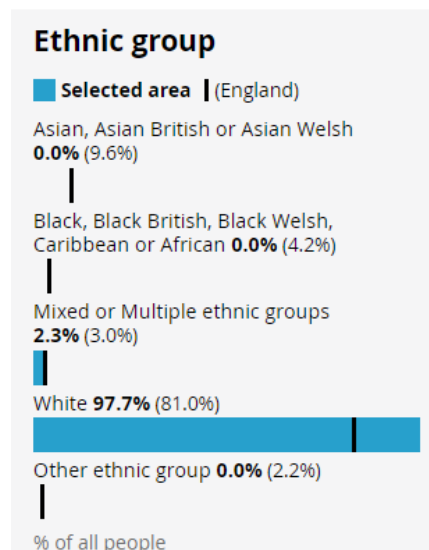 Ethnic group
Selected area (England)
Asian, Asian British or Asian Welsh
0.0% (9.6%)
Black, Black British, Black Welsh,
Caribbean or African 0.0% (4.2%)
Mixed or Multiple ethnic groups
2.3% (3.0%)
White 97.7% (81.0%)
Other ethnic group 0.0% (2.2%)
% of all people